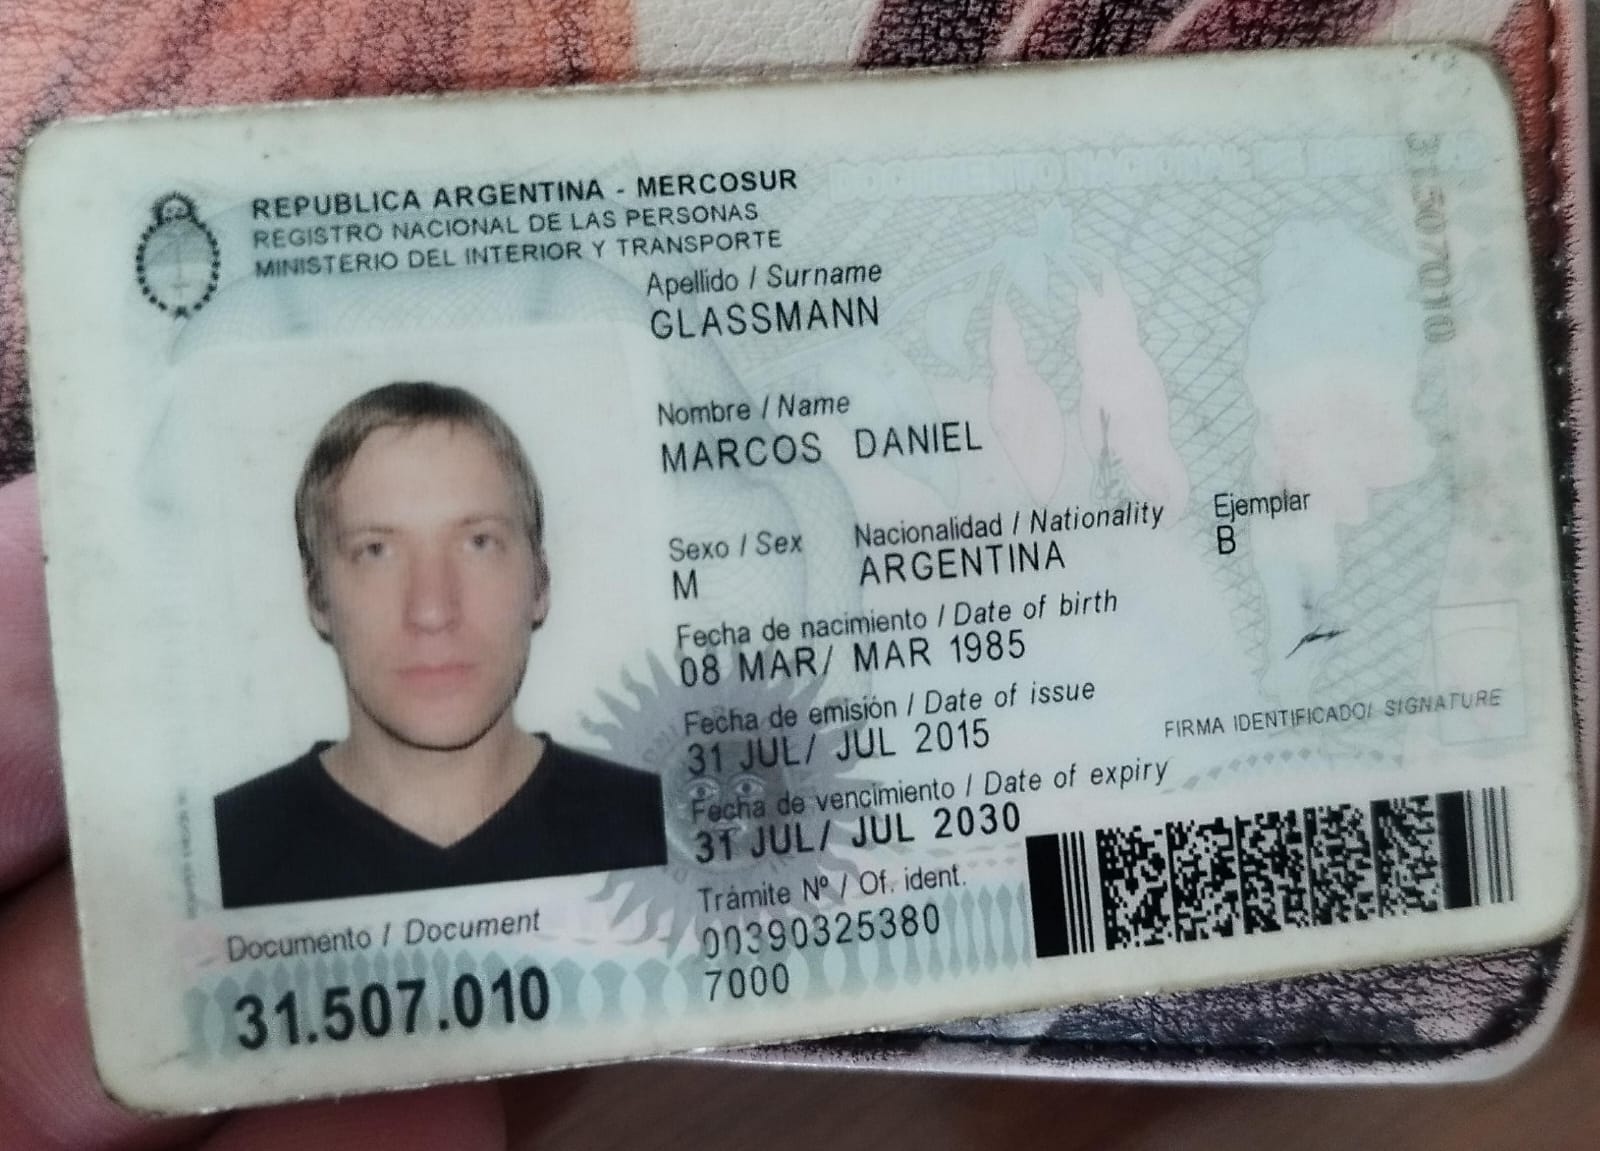 REPUBLICA ARGENTINA - MERCOSUR
REGISTRO NACIONAL DE LAS PERSONAS
MINISTERIO DEL INTERIOR Y TRANSPORTE
DOCUMENTO NACIONAL DE
31507010
Apellido / Surname
GLASSMANN
Nombre / Name
MARCOS DANIEL
Sexo / Sex Nacionalidad / Nationality Ejemplar
M ARGENTINA B
Fecha de nacimiento / Date of birth
08 MAR/ MAR 1985
Fecha de emisión / Date of issue
31 JUL/ JUL 2015
FIRMA IDENTIFICADO/ SIGNATURE
Fecha de vencimiento / Date of expiry
31 JUL/ JUL 2030
Trámite Nº / Of. ident.
00390325380
7000
Documento / Document
31.507.010